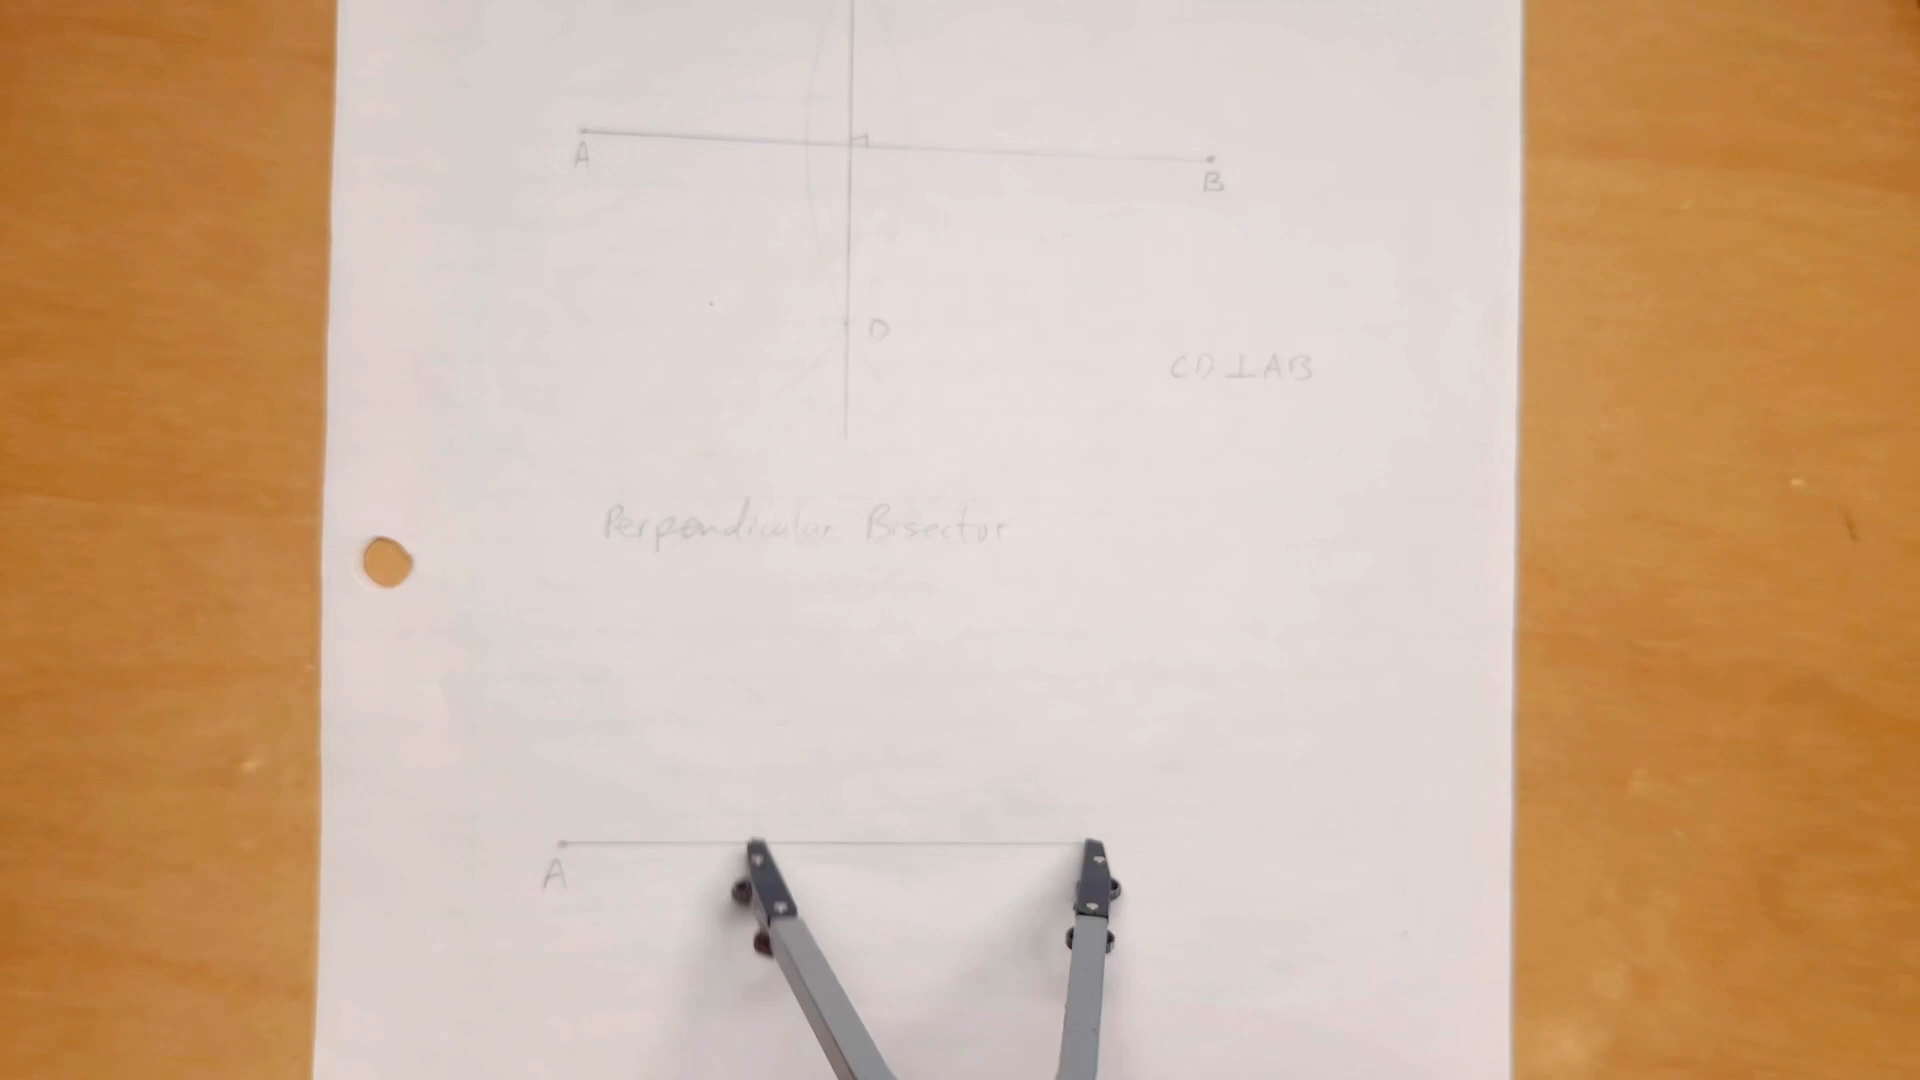 A
B
D
CD ⊥ AB
Perpendicular Bisector
A